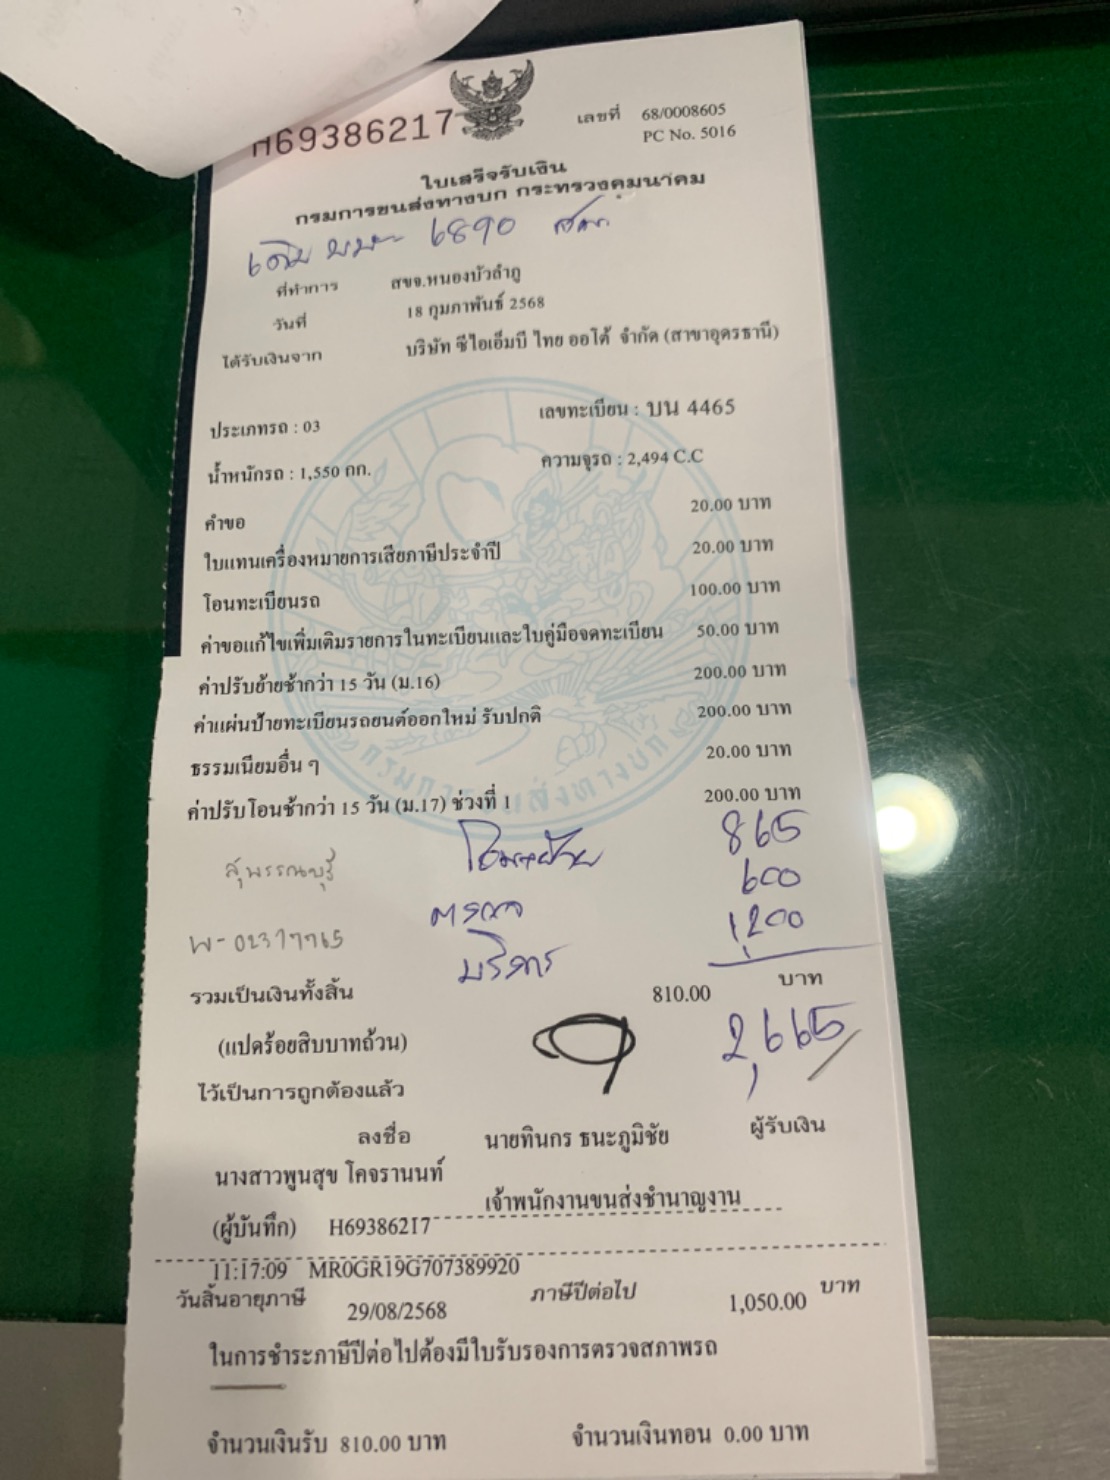 H69386217
เลขที่ 68/0008605
PC No. 5016
ใบเสร็จรับเงิน
กรมการขนส่งทางบก กระทรวงคมนาคม
เดิม 6890
ที่ทำการ สขจ.หนองบัวลำภู
วันที่ 18 กุมภาพันธ์ 2568
ได้รับเงินจาก บริษัท ซีไอเอ็มบี ไทย ออโต้ จำกัด (สาขาอุดรธานี)
ประเภทรถ : 03 เลขทะเบียน : บน 4465
น้ำหนักรถ : 1,550 กก. ความจุรถ : 2,494 C.C
คำขอ 20.00 บาท
ใบแทนเครื่องหมายการเสียภาษีประจำปี 20.00 บาท
โอนทะเบียนรถ 100.00 บาท
ค่าขอแก้ไขเพิ่มเติมรายการในทะเบียนและใบคู่มือจดทะเบียน 50.00 บาท
ค่าปรับย้ายช้ากว่า 15 วัน (ม.16) 200.00 บาท
ค่าแผ่นป้ายทะเบียนรถยนต์ออกใหม่ รับปกติ 200.00 บาท
ธรรมเนียมอื่น ๆ 20.00 บาท
ค่าปรับโอนช้ากว่า 15 วัน (ม.17) ช่วงที่ 1 200.00 บาท
สุพรรณบุรี โอน+ย้าย 865
ตรวจ 600
W-02377765 บริการ 1,200
รวมเป็นเงินทั้งสิ้น 810.00 บาท
(แปดร้อยสิบบาทถ้วน) 2,665
ไว้เป็นการถูกต้องแล้ว
ลงชื่อ นายทินกร ธนะภูมิชัย ผู้รับเงิน
นางสาวพูนสุข โคจรานนท์
เจ้าพนักงานขนส่งชำนาญงาน
(ผู้บันทึก) H69386217
11:17:09 MR0GR19G707389920
วันสิ้นอายุภาษี 29/08/2568 ภาษีปีต่อไป 1,050.00 บาท
ในการชำระภาษีปีต่อไปต้องมีใบรับรองการตรวจสภาพรถ
จำนวนเงินรับ 810.00 บาท จำนวนเงินทอน 0.00 บาท